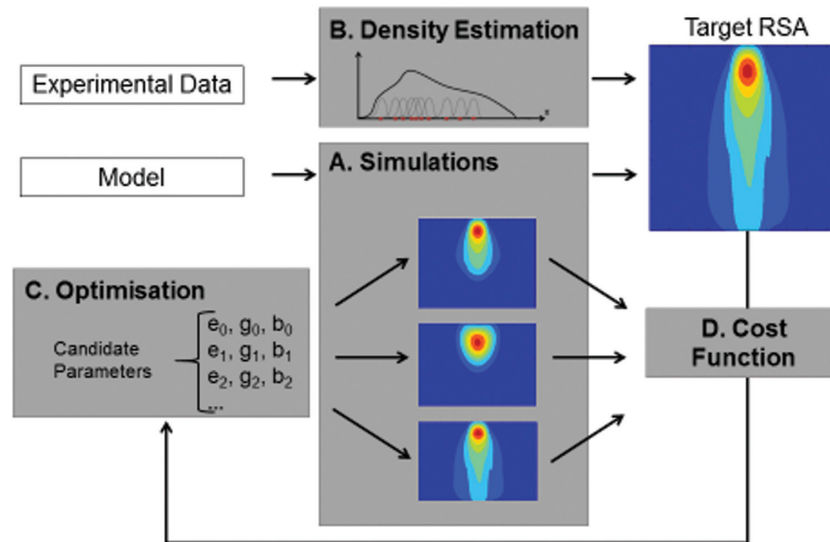 B. Density Estimation
x
Target RSA
Experimental Data
Model
A. Simulations
C. Optimisation
Candidate
Parameters
e0, g0, b0
e1, g1, b1
e2, g2, b2
...
D. Cost
Function